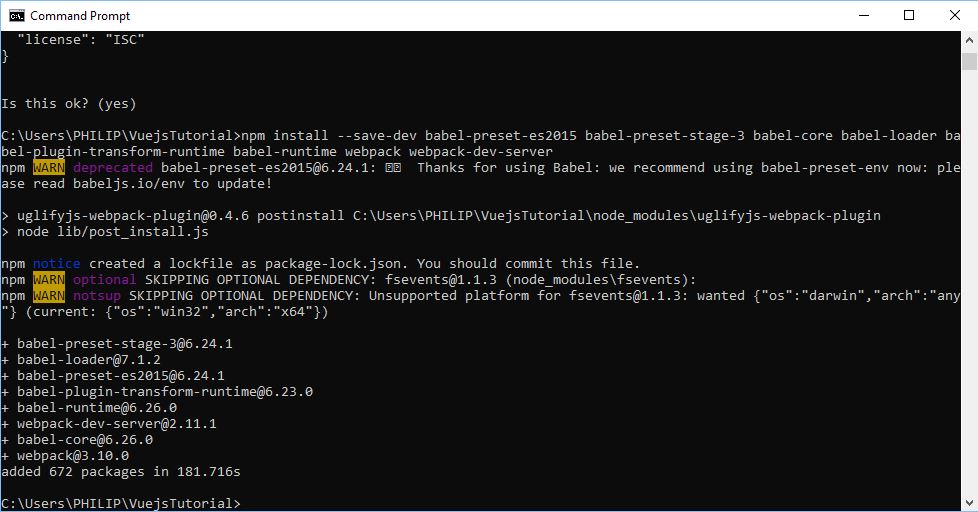 Command Prompt
"license": "ISC"
}
Is this ok? (yes)
C:\Users\PHILIP\VuejsTutorial>npm install --save-dev babel-preset-es2015 babel-preset-stage-3 babel-core babel-loader ba
bel-plugin-transform-runtime babel-runtime webpack webpack-dev-server
npm WARN deprecated babel-preset-es2015@6.24.1: Thanks for using Babel: we recommend using babel-preset-env now: ple
ase read babeljs.io/env to update!
> uglifyjs-webpack-plugin@0.4.6 postinstall C:\Users\PHILIP\VuejsTutorial\node_modules\uglifyjs-webpack-plugin
> node lib/post_install.js
npm notice created a lockfile as package-lock.json. You should commit this file.
npm WARN optional SKIPPING OPTIONAL DEPENDENCY: fsevents@1.1.3 (node_modules\fsevents):
npm WARN notsup SKIPPING OPTIONAL DEPENDENCY: Unsupported platform for fsevents@1.1.3: wanted {"os":"darwin","arch":"any
"} (current: {"os":"win32","arch":"x64"})
+ babel-preset-stage-3@6.24.1
+ babel-loader@7.1.2
+ babel-preset-es2015@6.24.1
+ babel-plugin-transform-runtime@6.23.0
+ babel-runtime@6.26.0
+ webpack-dev-server@2.11.1
+ babel-core@6.26.0
+ webpack@3.10.0
added 672 packages in 181.716s
C:\Users\PHILIP\VuejsTutorial>